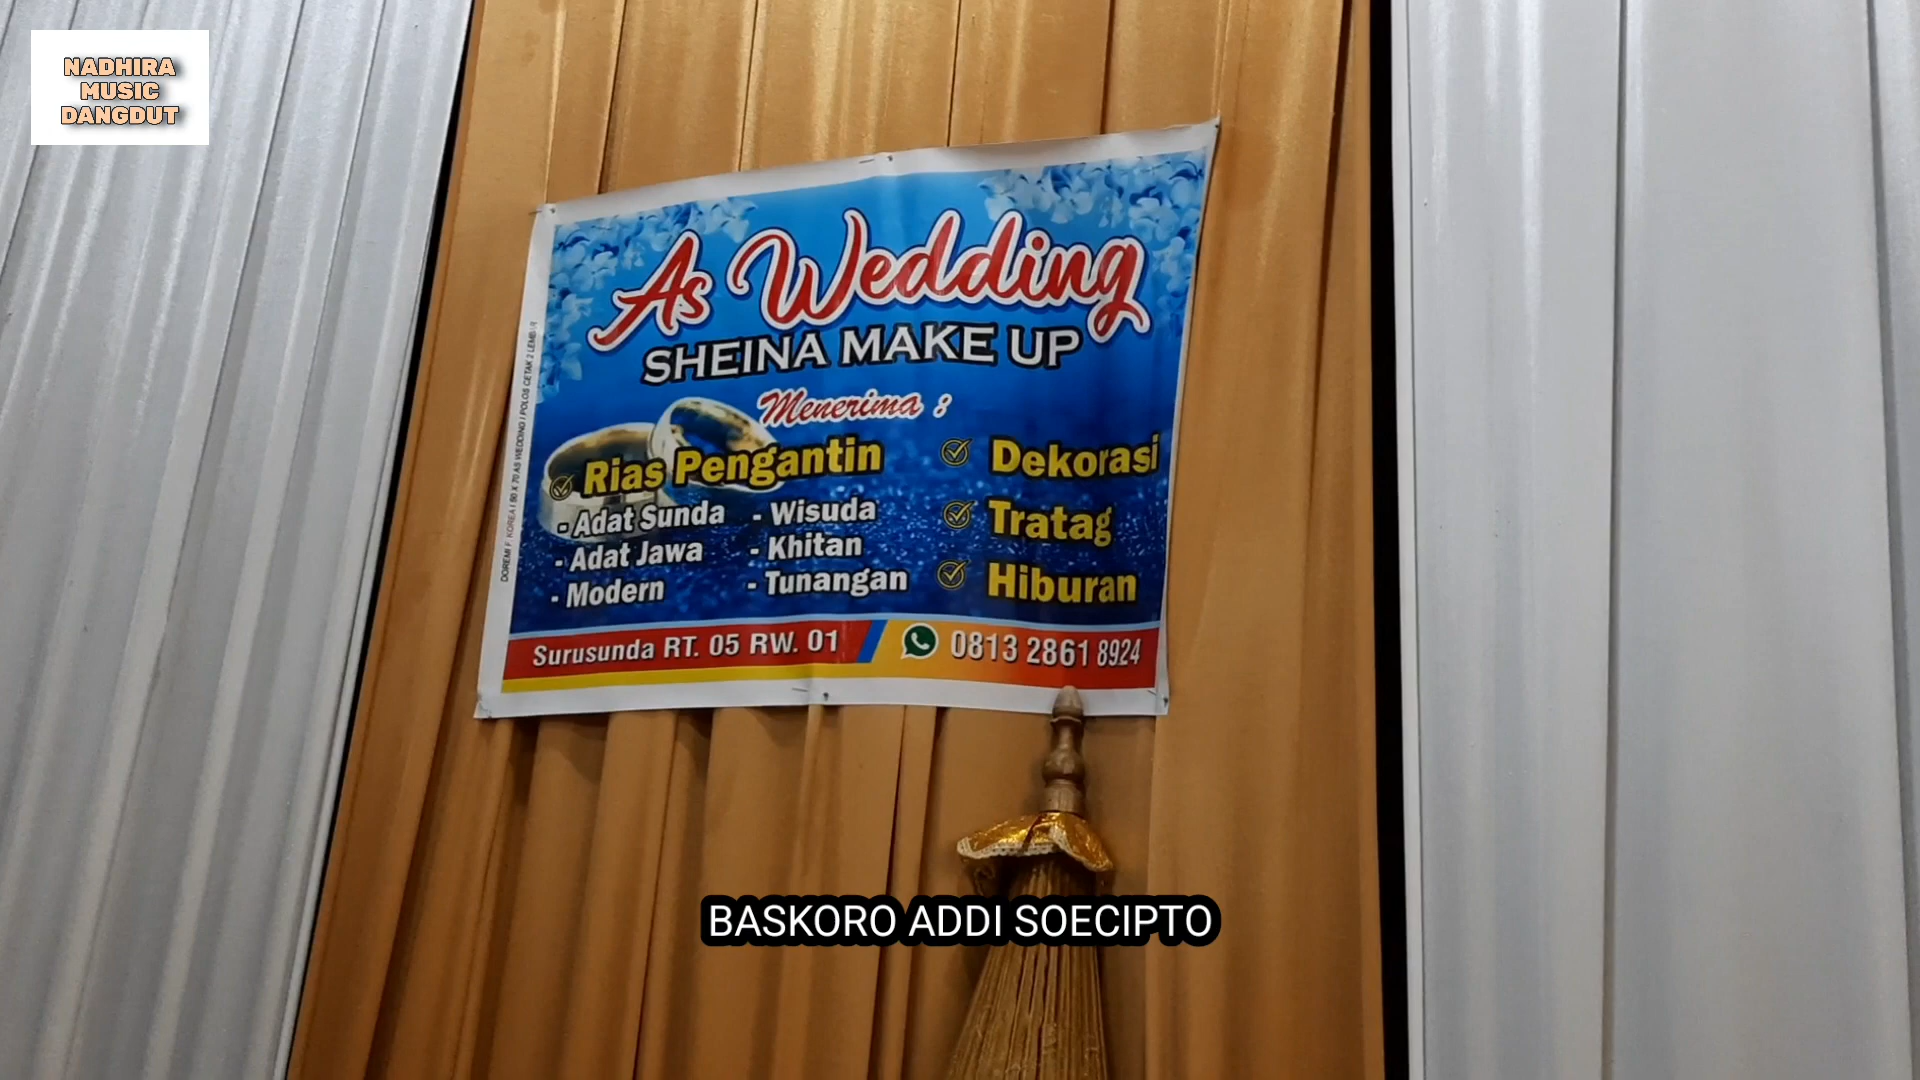 NADHIRA
MUSIC
DANGDUT
As Wedding
SHEINA MAKE UP
Menerima :
Rias Pengantin
- Adat Sunda
- Adat Jawa
- Modern
- Wisuda
- Khitan
- Tunangan
Dekorasi
Tratag
Hiburan
Surusunda RT. 05 RW. 01
0813 2861 8924
BASKORO ADDI SOECIPTO